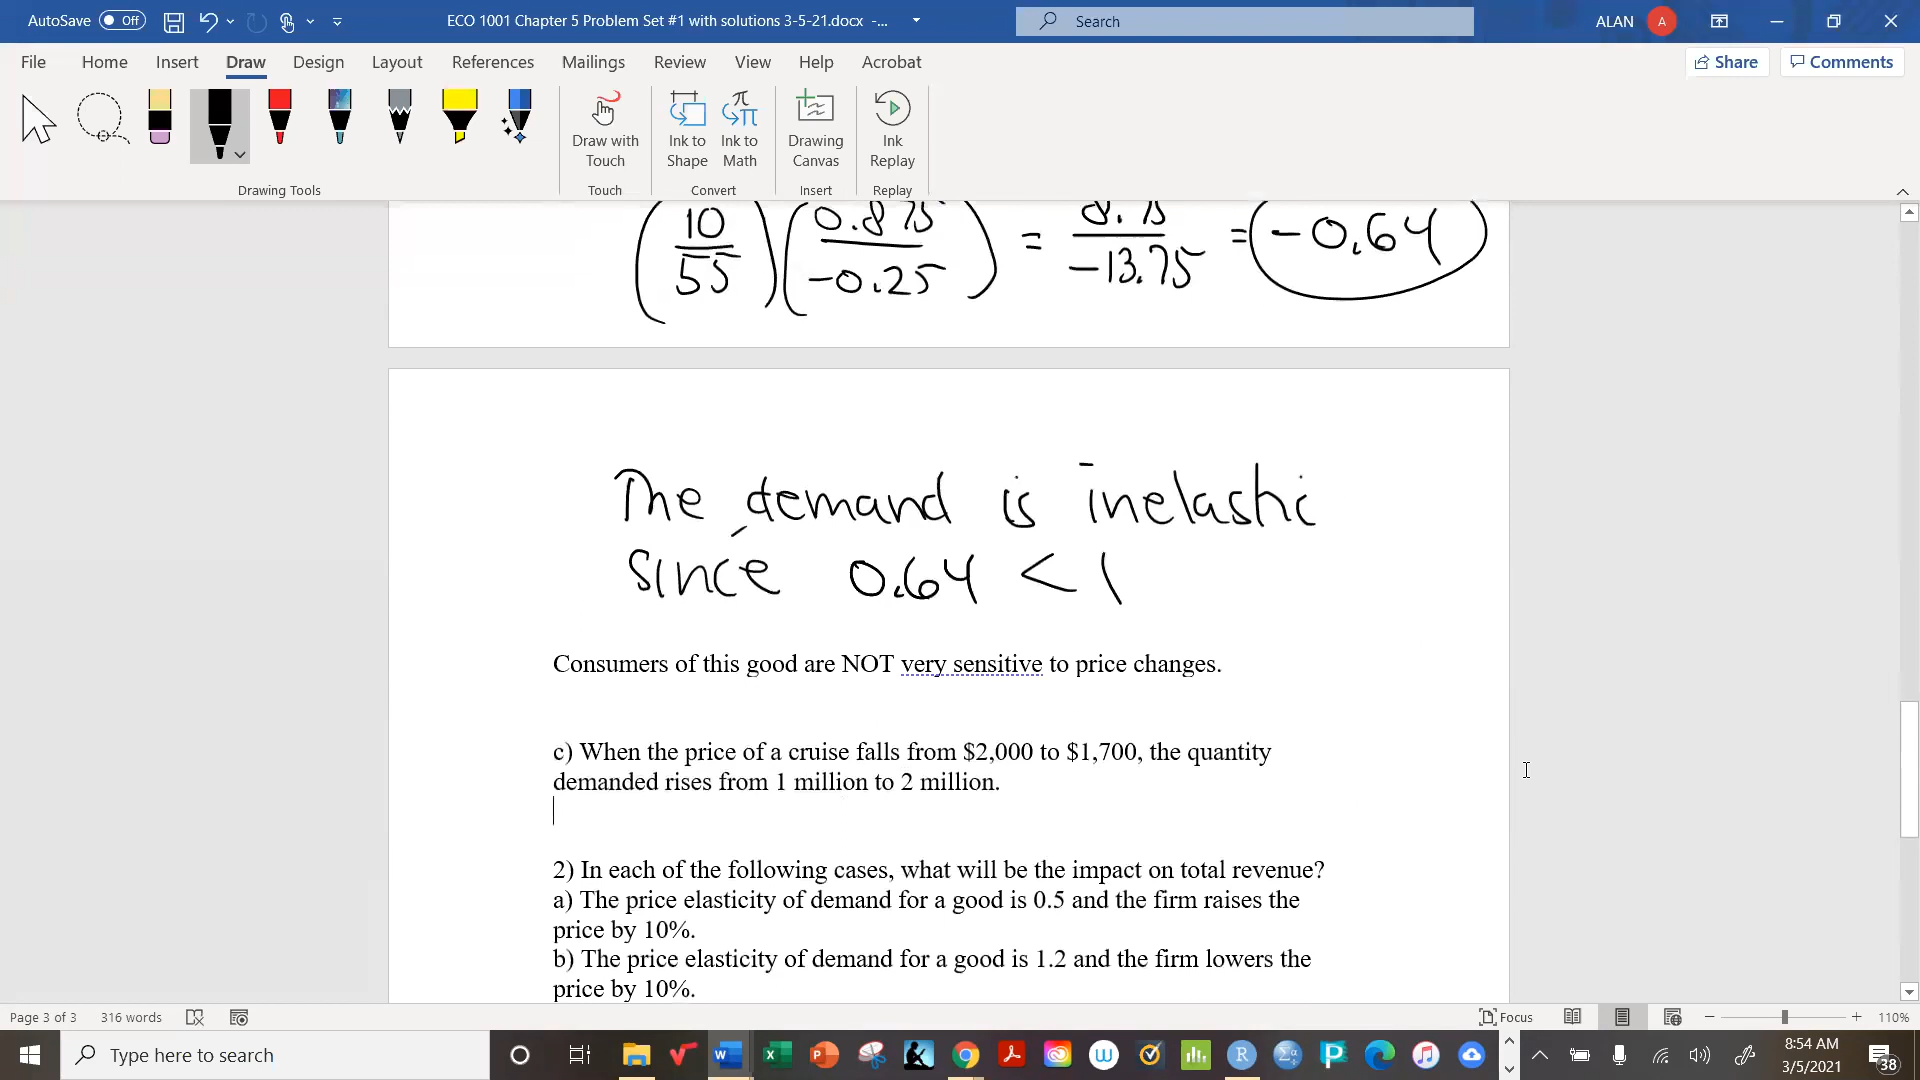 AutoSave Off ECO 1001 Chapter 5 Problem Set #1 with solutions 3-5-21.docx -... Search ALAN A
File Home Insert Draw Design Layout References Mailings Review View Help Acrobat Share Comments
Draw with Touch
Ink to Shape
Ink to Math
Drawing Canvas
Ink Replay
Drawing Tools Touch Convert Insert Replay
(10/55)(0.875/-0.25) = 8.75/-13.75 = -0.64
The demand is inelastic
since 0.64 < 1
Consumers of this good are NOT very sensitive to price changes.
c) When the price of a cruise falls from $2,000 to $1,700, the quantity
demanded rises from 1 million to 2 million.
2) In each of the following cases, what will be the impact on total revenue?
a) The price elasticity of demand for a good is 0.5 and the firm raises the
price by 10%.
b) The price elasticity of demand for a good is 1.2 and the firm lowers the
price by 10%.
Page 3 of 3 316 words Focus 110%
Type here to search
8:54 AM
3/5/2021
38